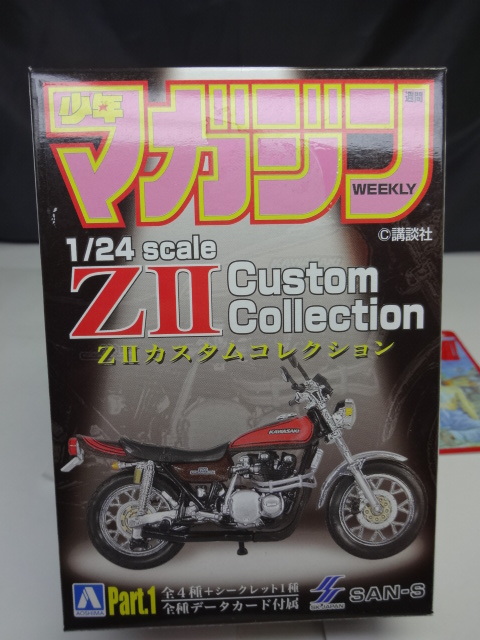 週刊
少年
マガジン
WEEKLY
©講談社
1/24 scale
ZII Custom
Collection
ZIIカスタムコレクション
KAWASAKI
AOSHIMA
Part.1
全4種+シークレット1種
全種データカード付属
SAN-S